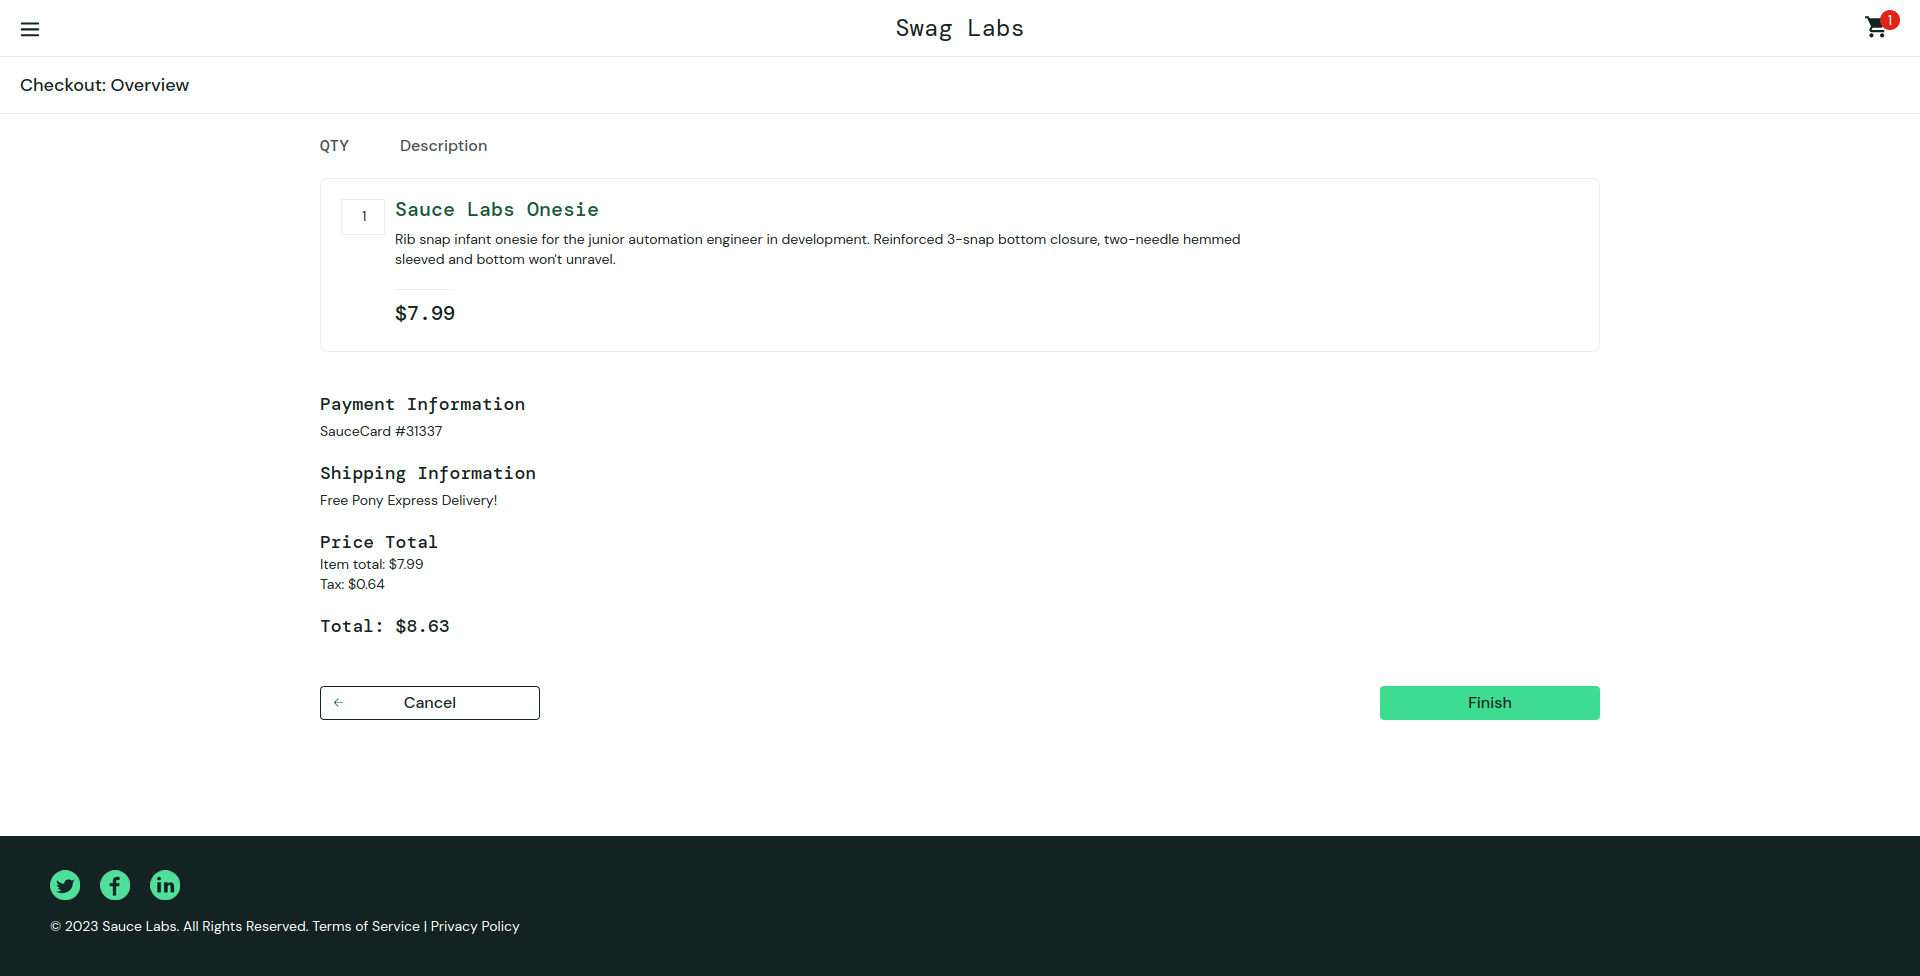 Swag Labs
1
Checkout: Overview
QTY Description
1
Sauce Labs Onesie
Rib snap infant onesie for the junior automation engineer in development. Reinforced 3-snap bottom closure, two-needle hemmed
sleeved and bottom won't unravel.
$7.99
Payment Information
SauceCard #31337
Shipping Information
Free Pony Express Delivery!
Price Total
Item total: $7.99
Tax: $0.64
Total: $8.63
Cancel
Finish
© 2023 Sauce Labs. All Rights Reserved. Terms of Service | Privacy Policy